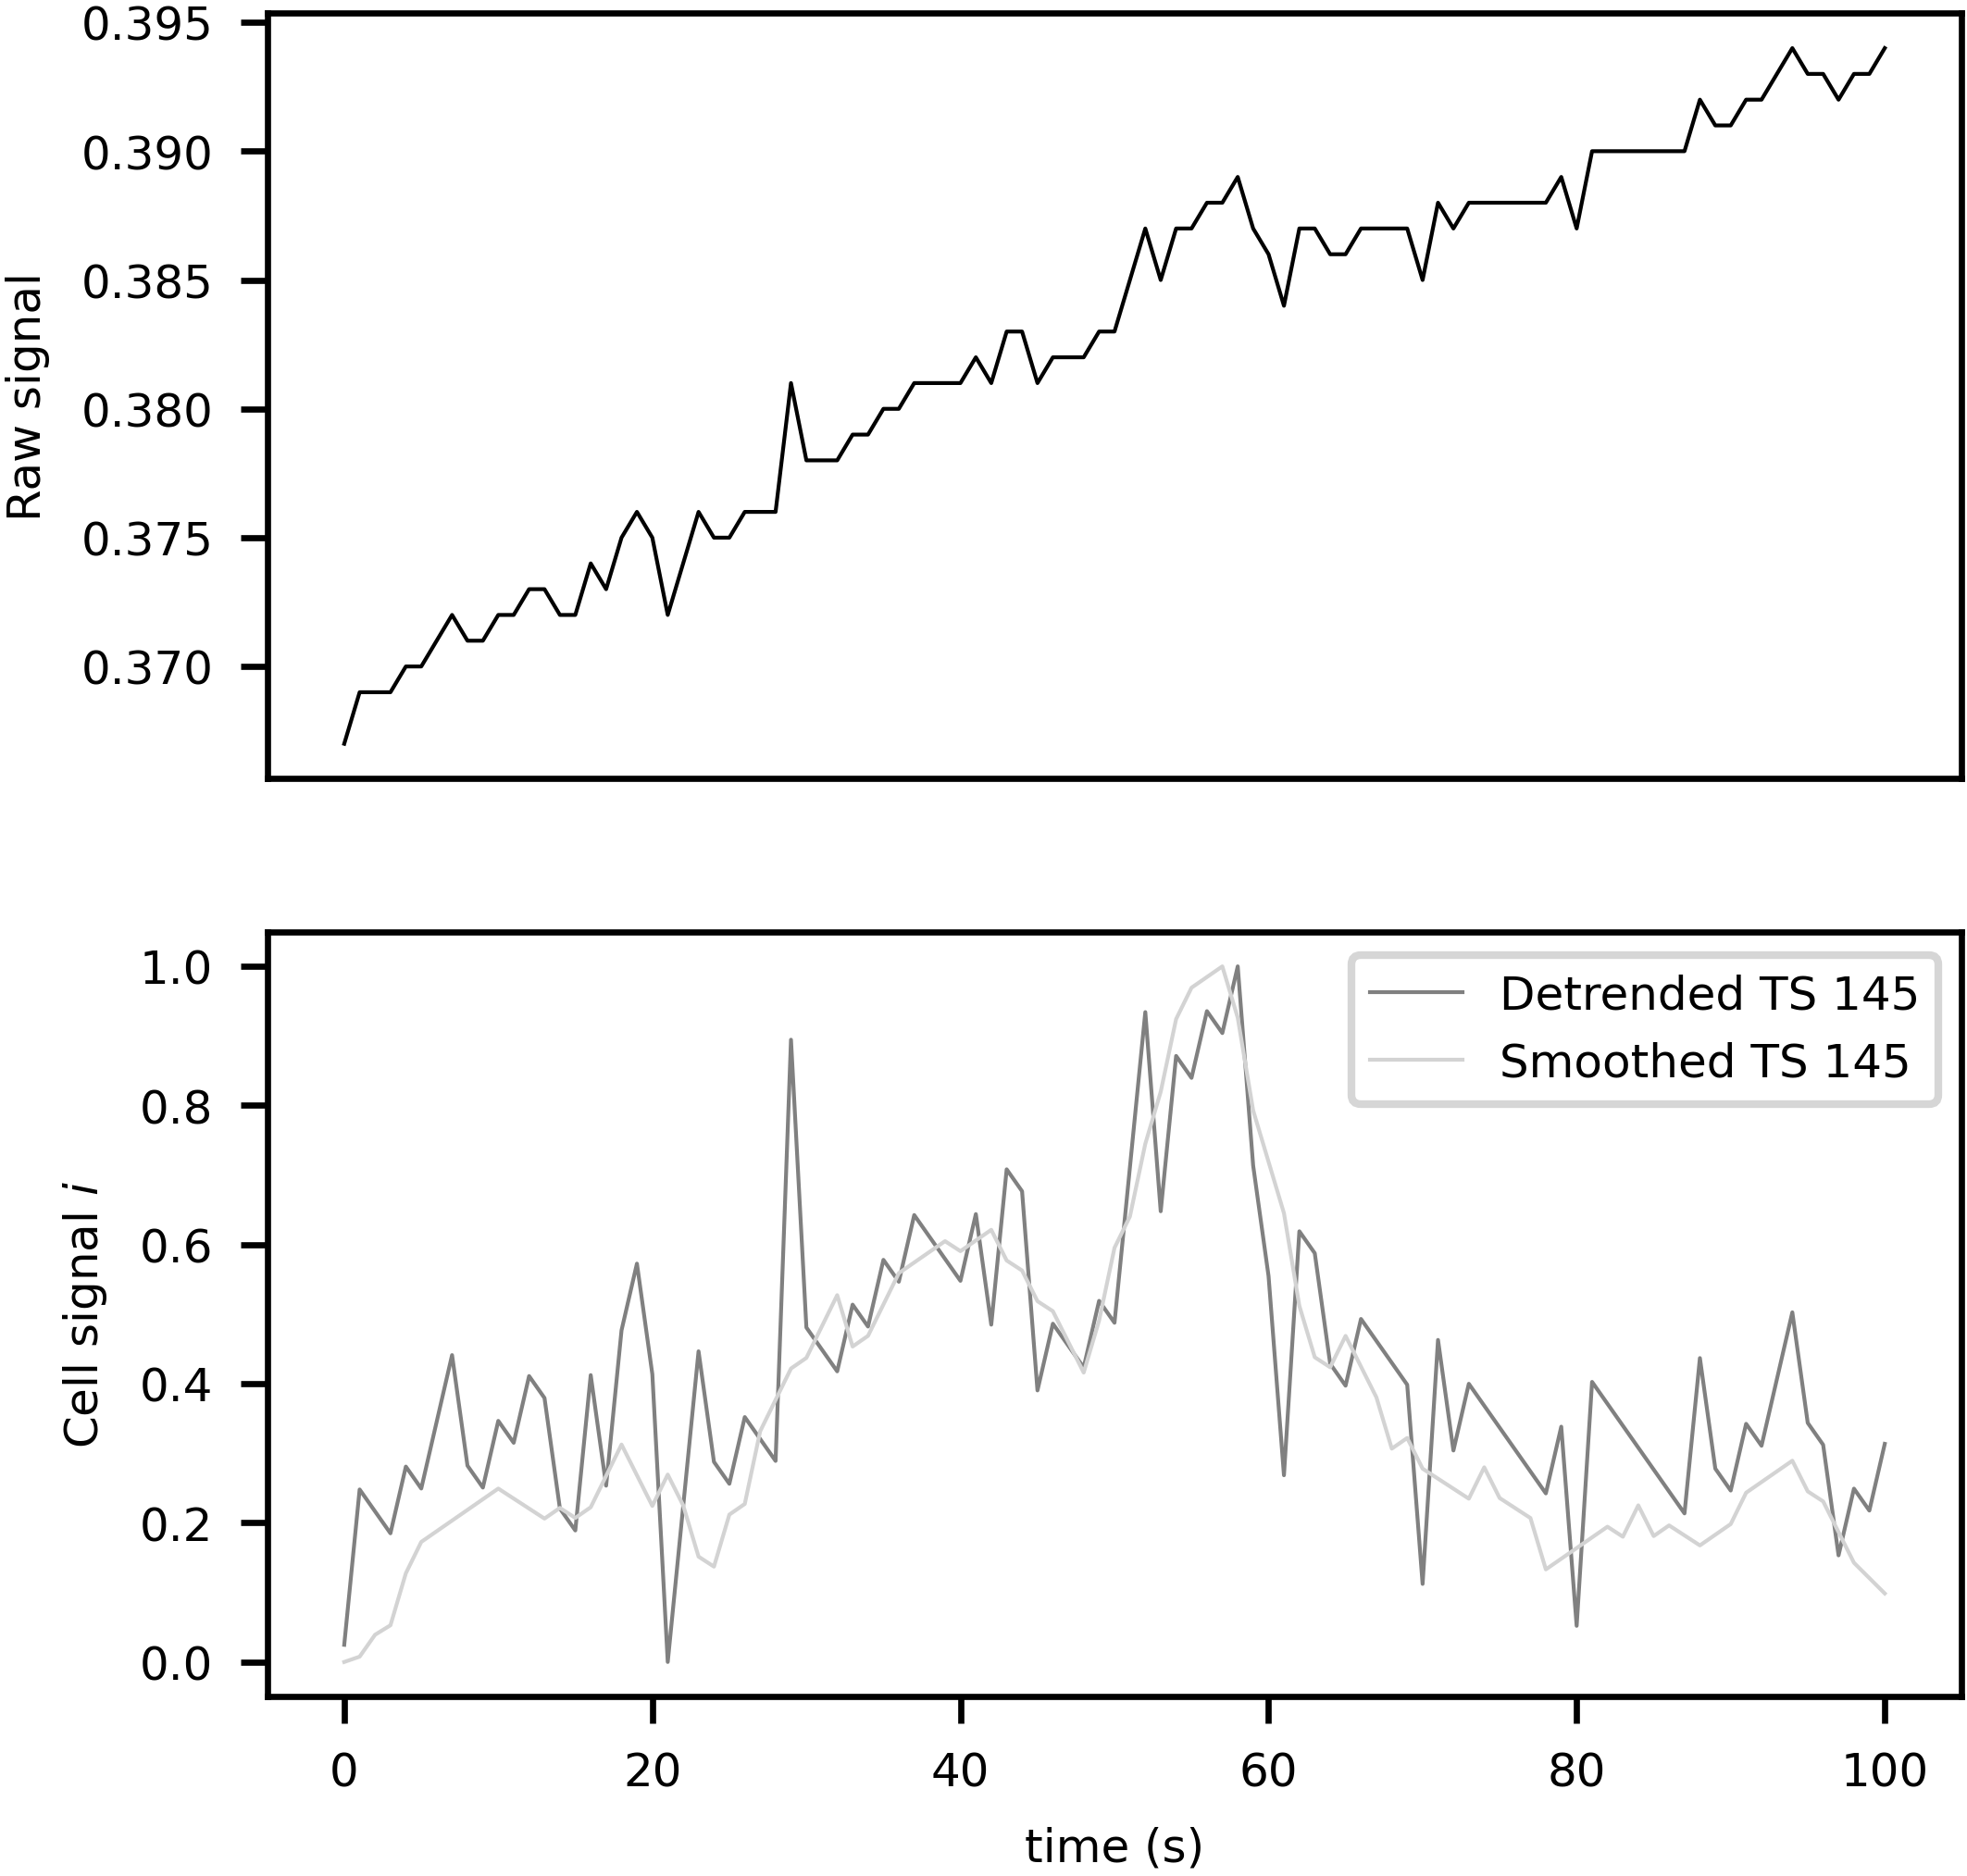 0.395
0.390
0.385
0.380
0.375
0.370
Raw signal
1.0
0.8
0.6
0.4
0.2
0.0
Cell signal i
Detrended TS 145
Smoothed TS 145
0 20 40 60 80 100
time (s)